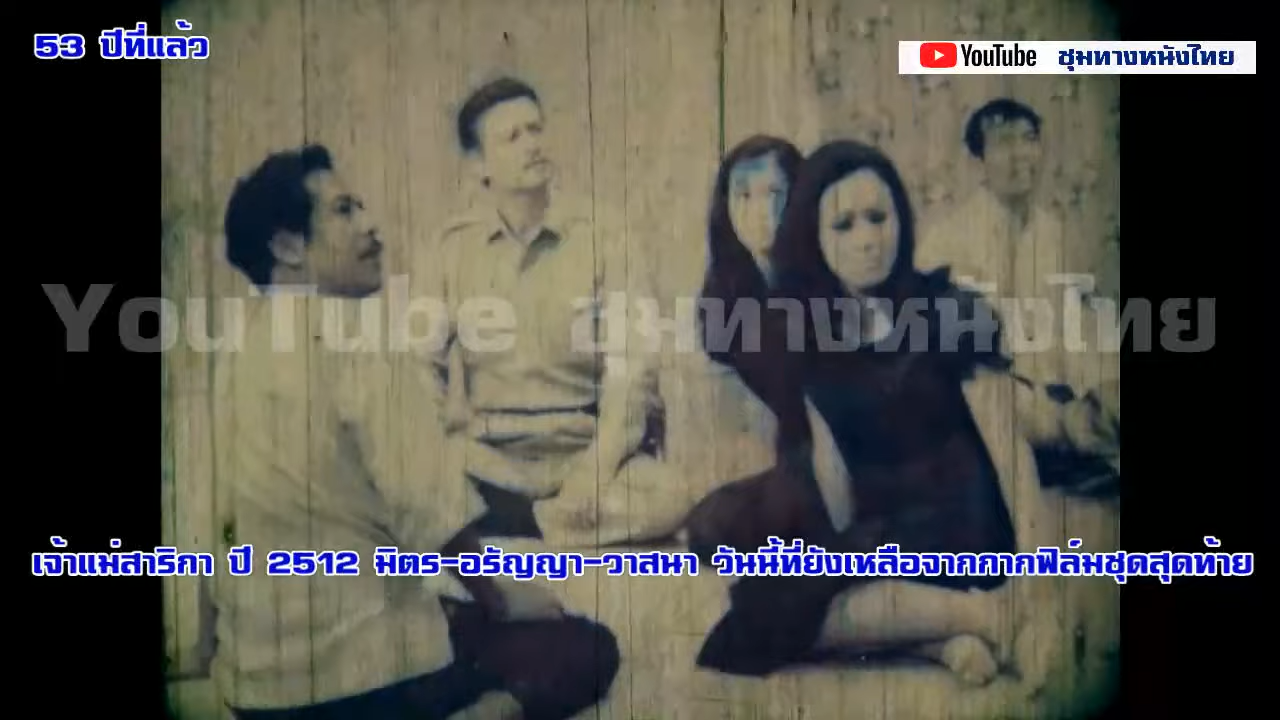 53 ปีที่แล้ว
YouTube ชุมทางหนังไทย
YouTube ชุมทางหนังไทย
เจ้าแม่สาริกา ปี 2512 มิตร-อรัญญา-วาสนา วันนี้ที่ยังเหลือจากกากฟิล์มชุดสุดท้าย